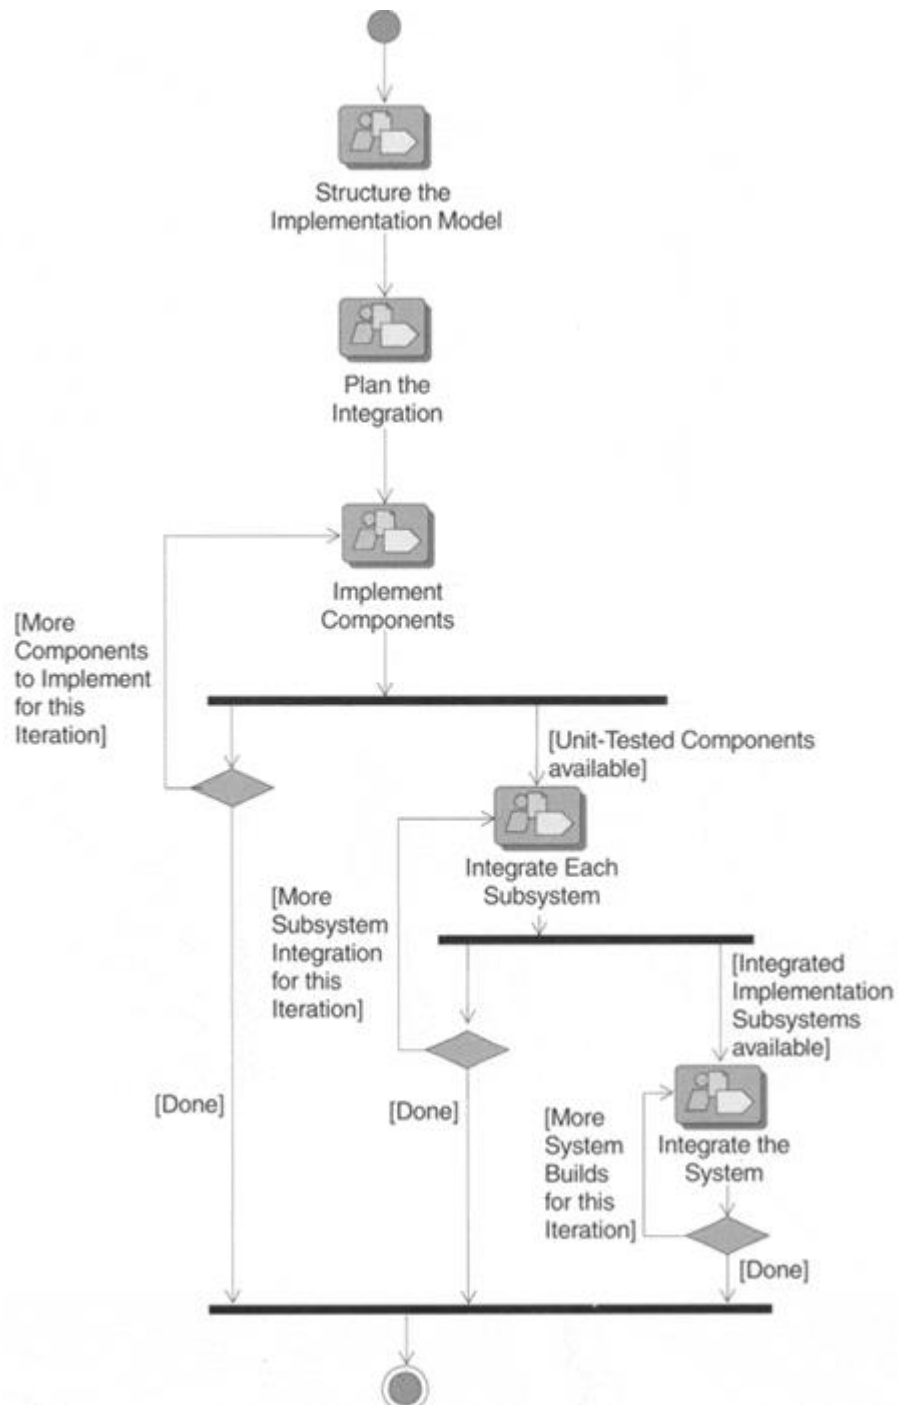 Structure the
Implementation Model
Plan the
Integration
Implement
Components
[More
Components
to Implement
for this
Iteration]
[Unit-Tested Components
available]
Integrate Each
Subsystem
[More
Subsystem
Integration
for this
Iteration]
[Integrated
Implementation
Subsystems
available]
[Done]
[Done]
[More
System
Builds
for this
Iteration]
Integrate the
System
[Done]